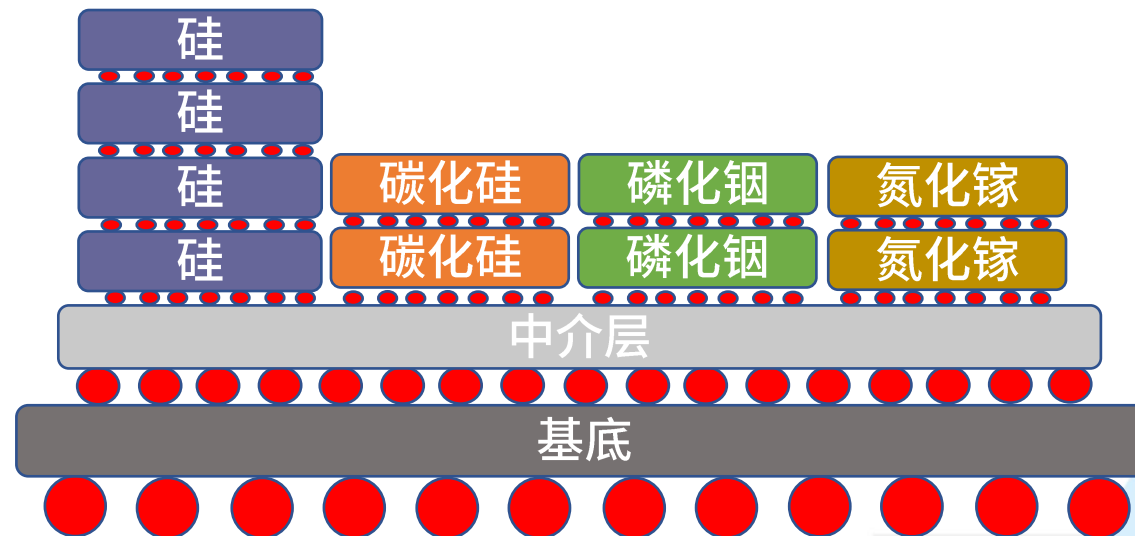 硅
硅
硅 碳化硅 磷化铟 氮化镓
硅 碳化硅 磷化铟 氮化镓
中介层
基底